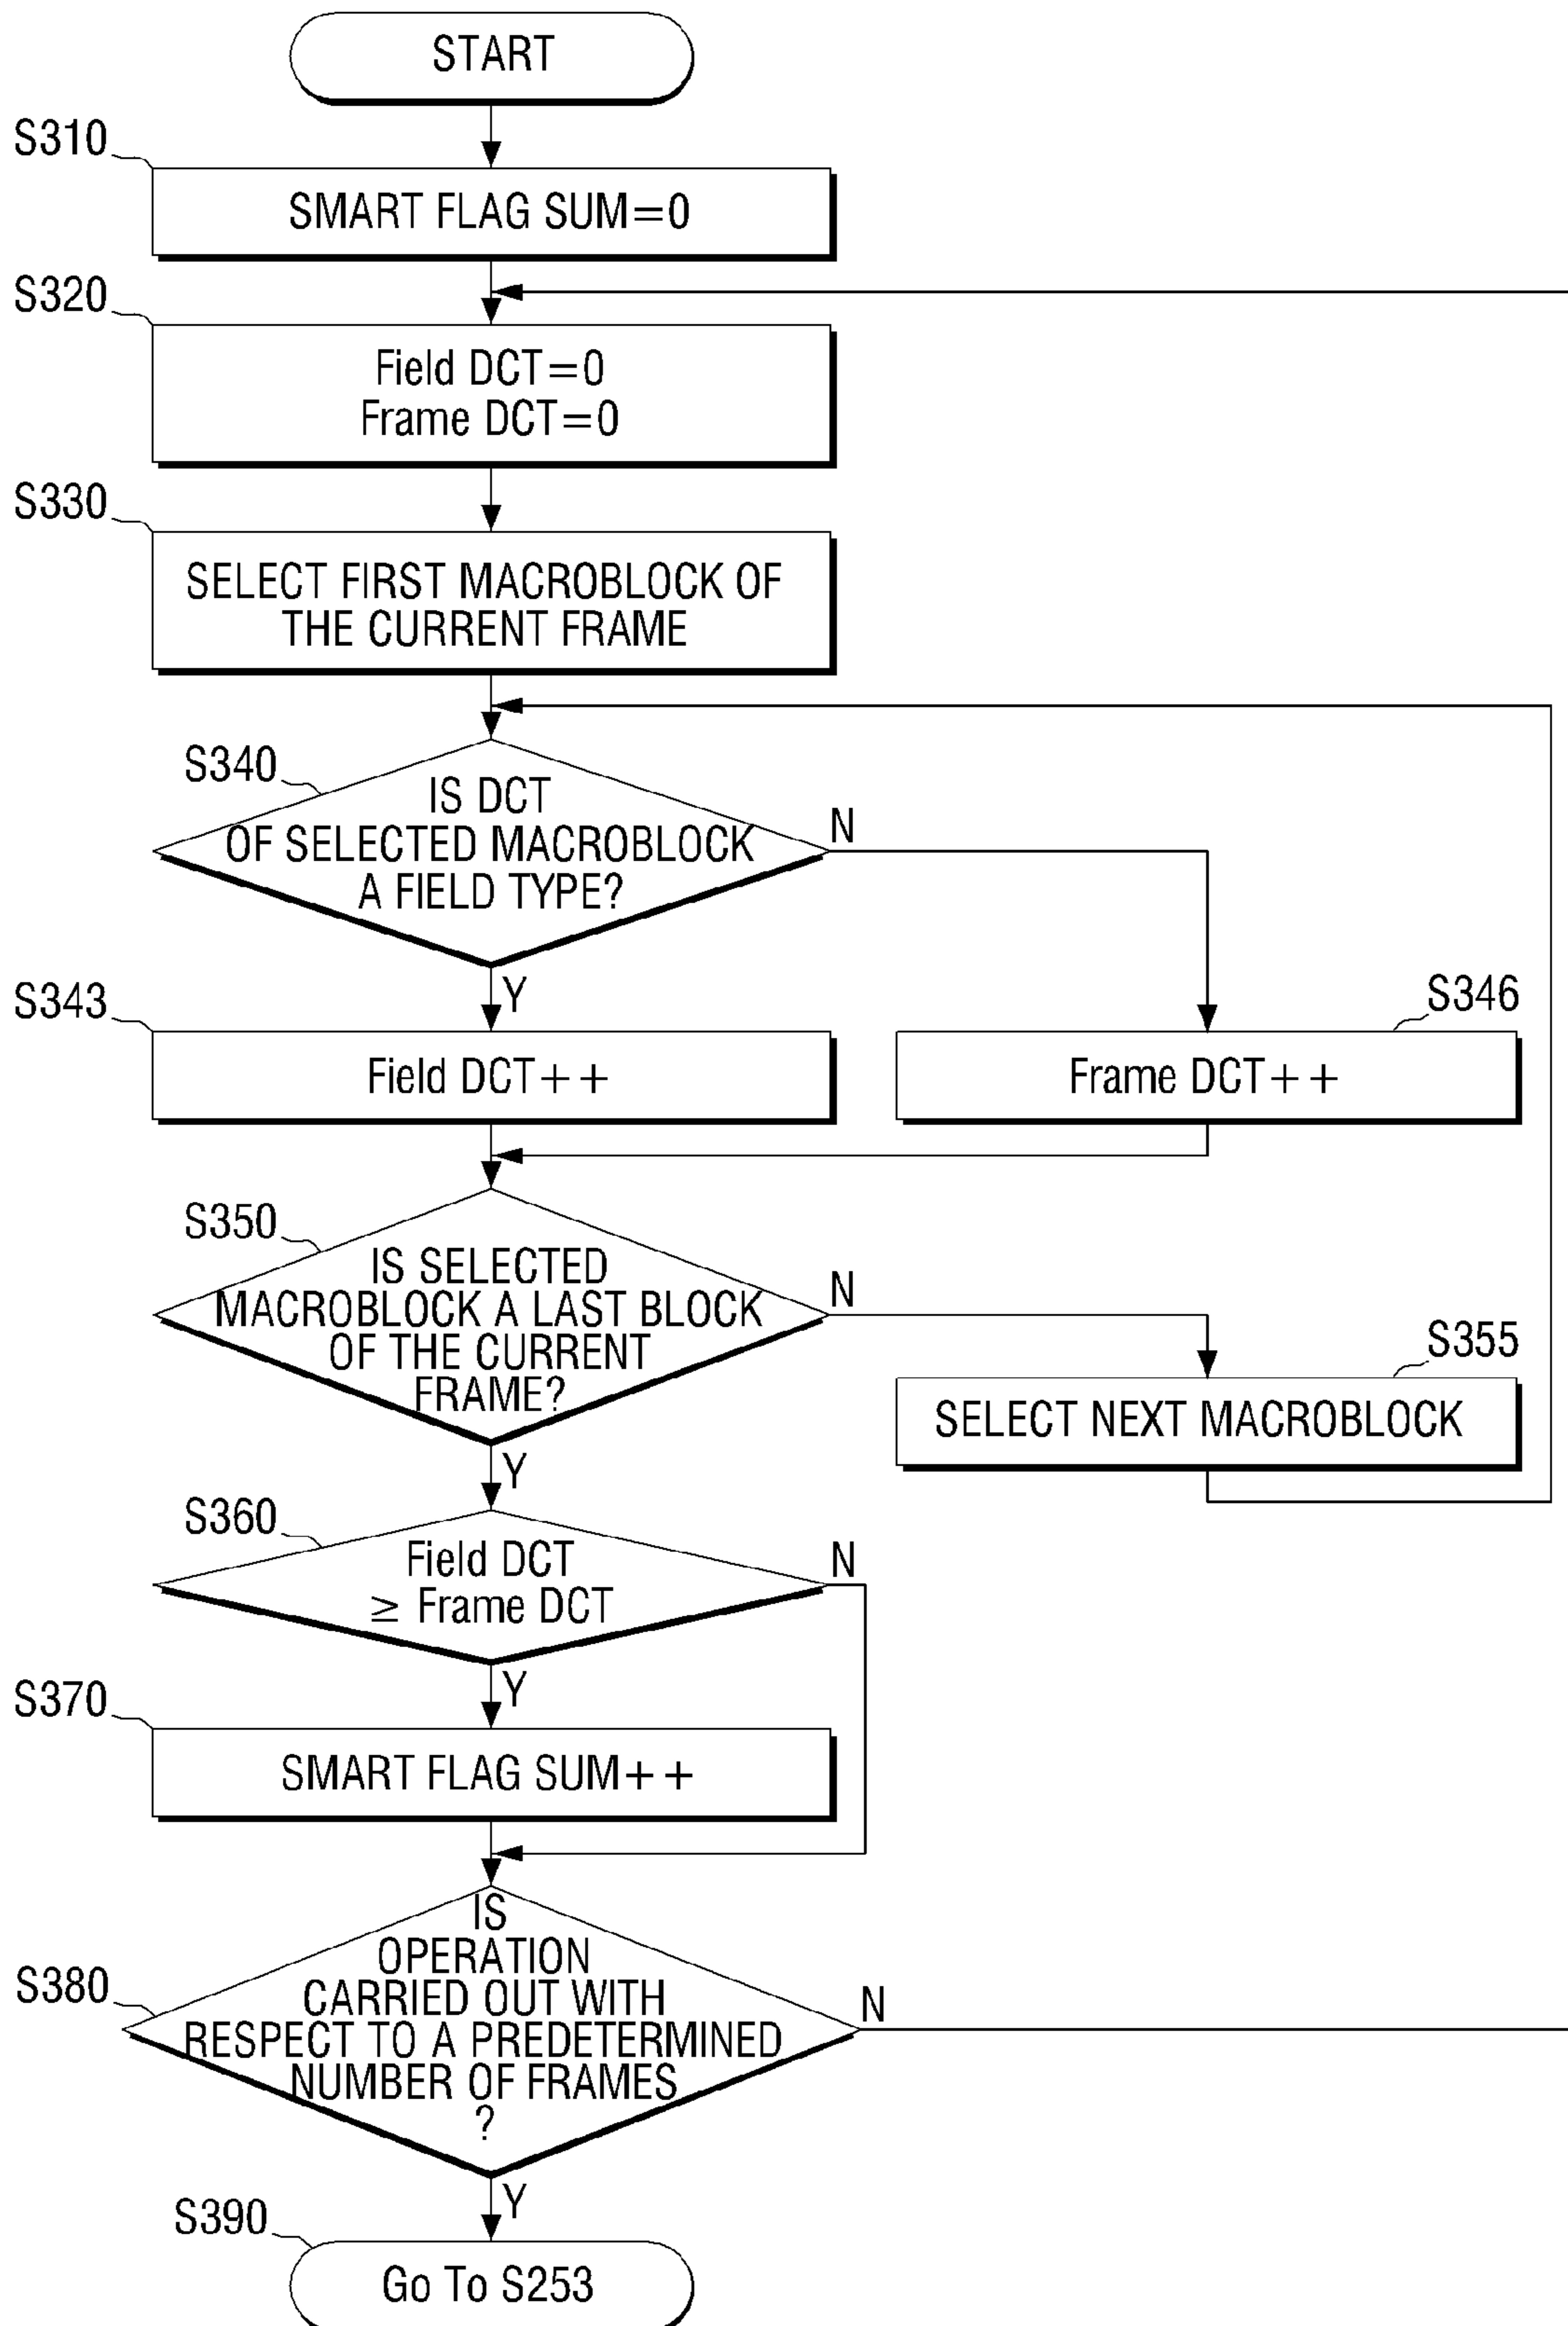 START
S310
SMART FLAG SUM=0
S320
Field DCT=0
Frame DCT=0
S330
SELECT FIRST MACROBLOCK OF
THE CURRENT FRAME
S340
IS DCT
OF SELECTED MACROBLOCK
A FIELD TYPE?
N
Y
S343
Field DCT++
S346
Frame DCT++
S350
IS SELECTED
MACROBLOCK A LAST BLOCK
OF THE CURRENT
FRAME?
N
S355
SELECT NEXT MACROBLOCK
Y
S360
Field DCT
≥ Frame DCT
N
Y
S370
SMART FLAG SUM++
S380
IS
OPERATION
CARRIED OUT WITH
RESPECT TO A PREDETERMINED
NUMBER OF FRAMES
?
N
Y
S390
Go To S253